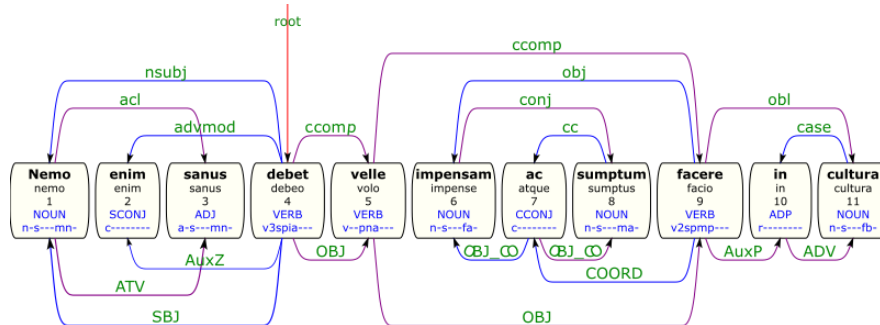 root
ccomp
nsubj obj
acl conj obl
advmod ccomp cc case
Nemo enim sanus debet velle impensam ac sumptum facere in cultura
nemo enim sanus debeo volo impense atque sumptus facio in cultura
1 2 3 4 5 6 7 8 9 10 11
NOUN SCONJ ADJ VERB VERB NOUN CCONJ NOUN VERB ADP NOUN
n-s---mn- c-------- a-s---mn- v3spia--- v--pna--- n-s---fa- c-------- n-s---ma- v2spmp--- r-------- n-s---fb-
OBJ OBJ_CO OBJ_CO AuxP ADV
AuxZ COORD
ATV
SBJ OBJ